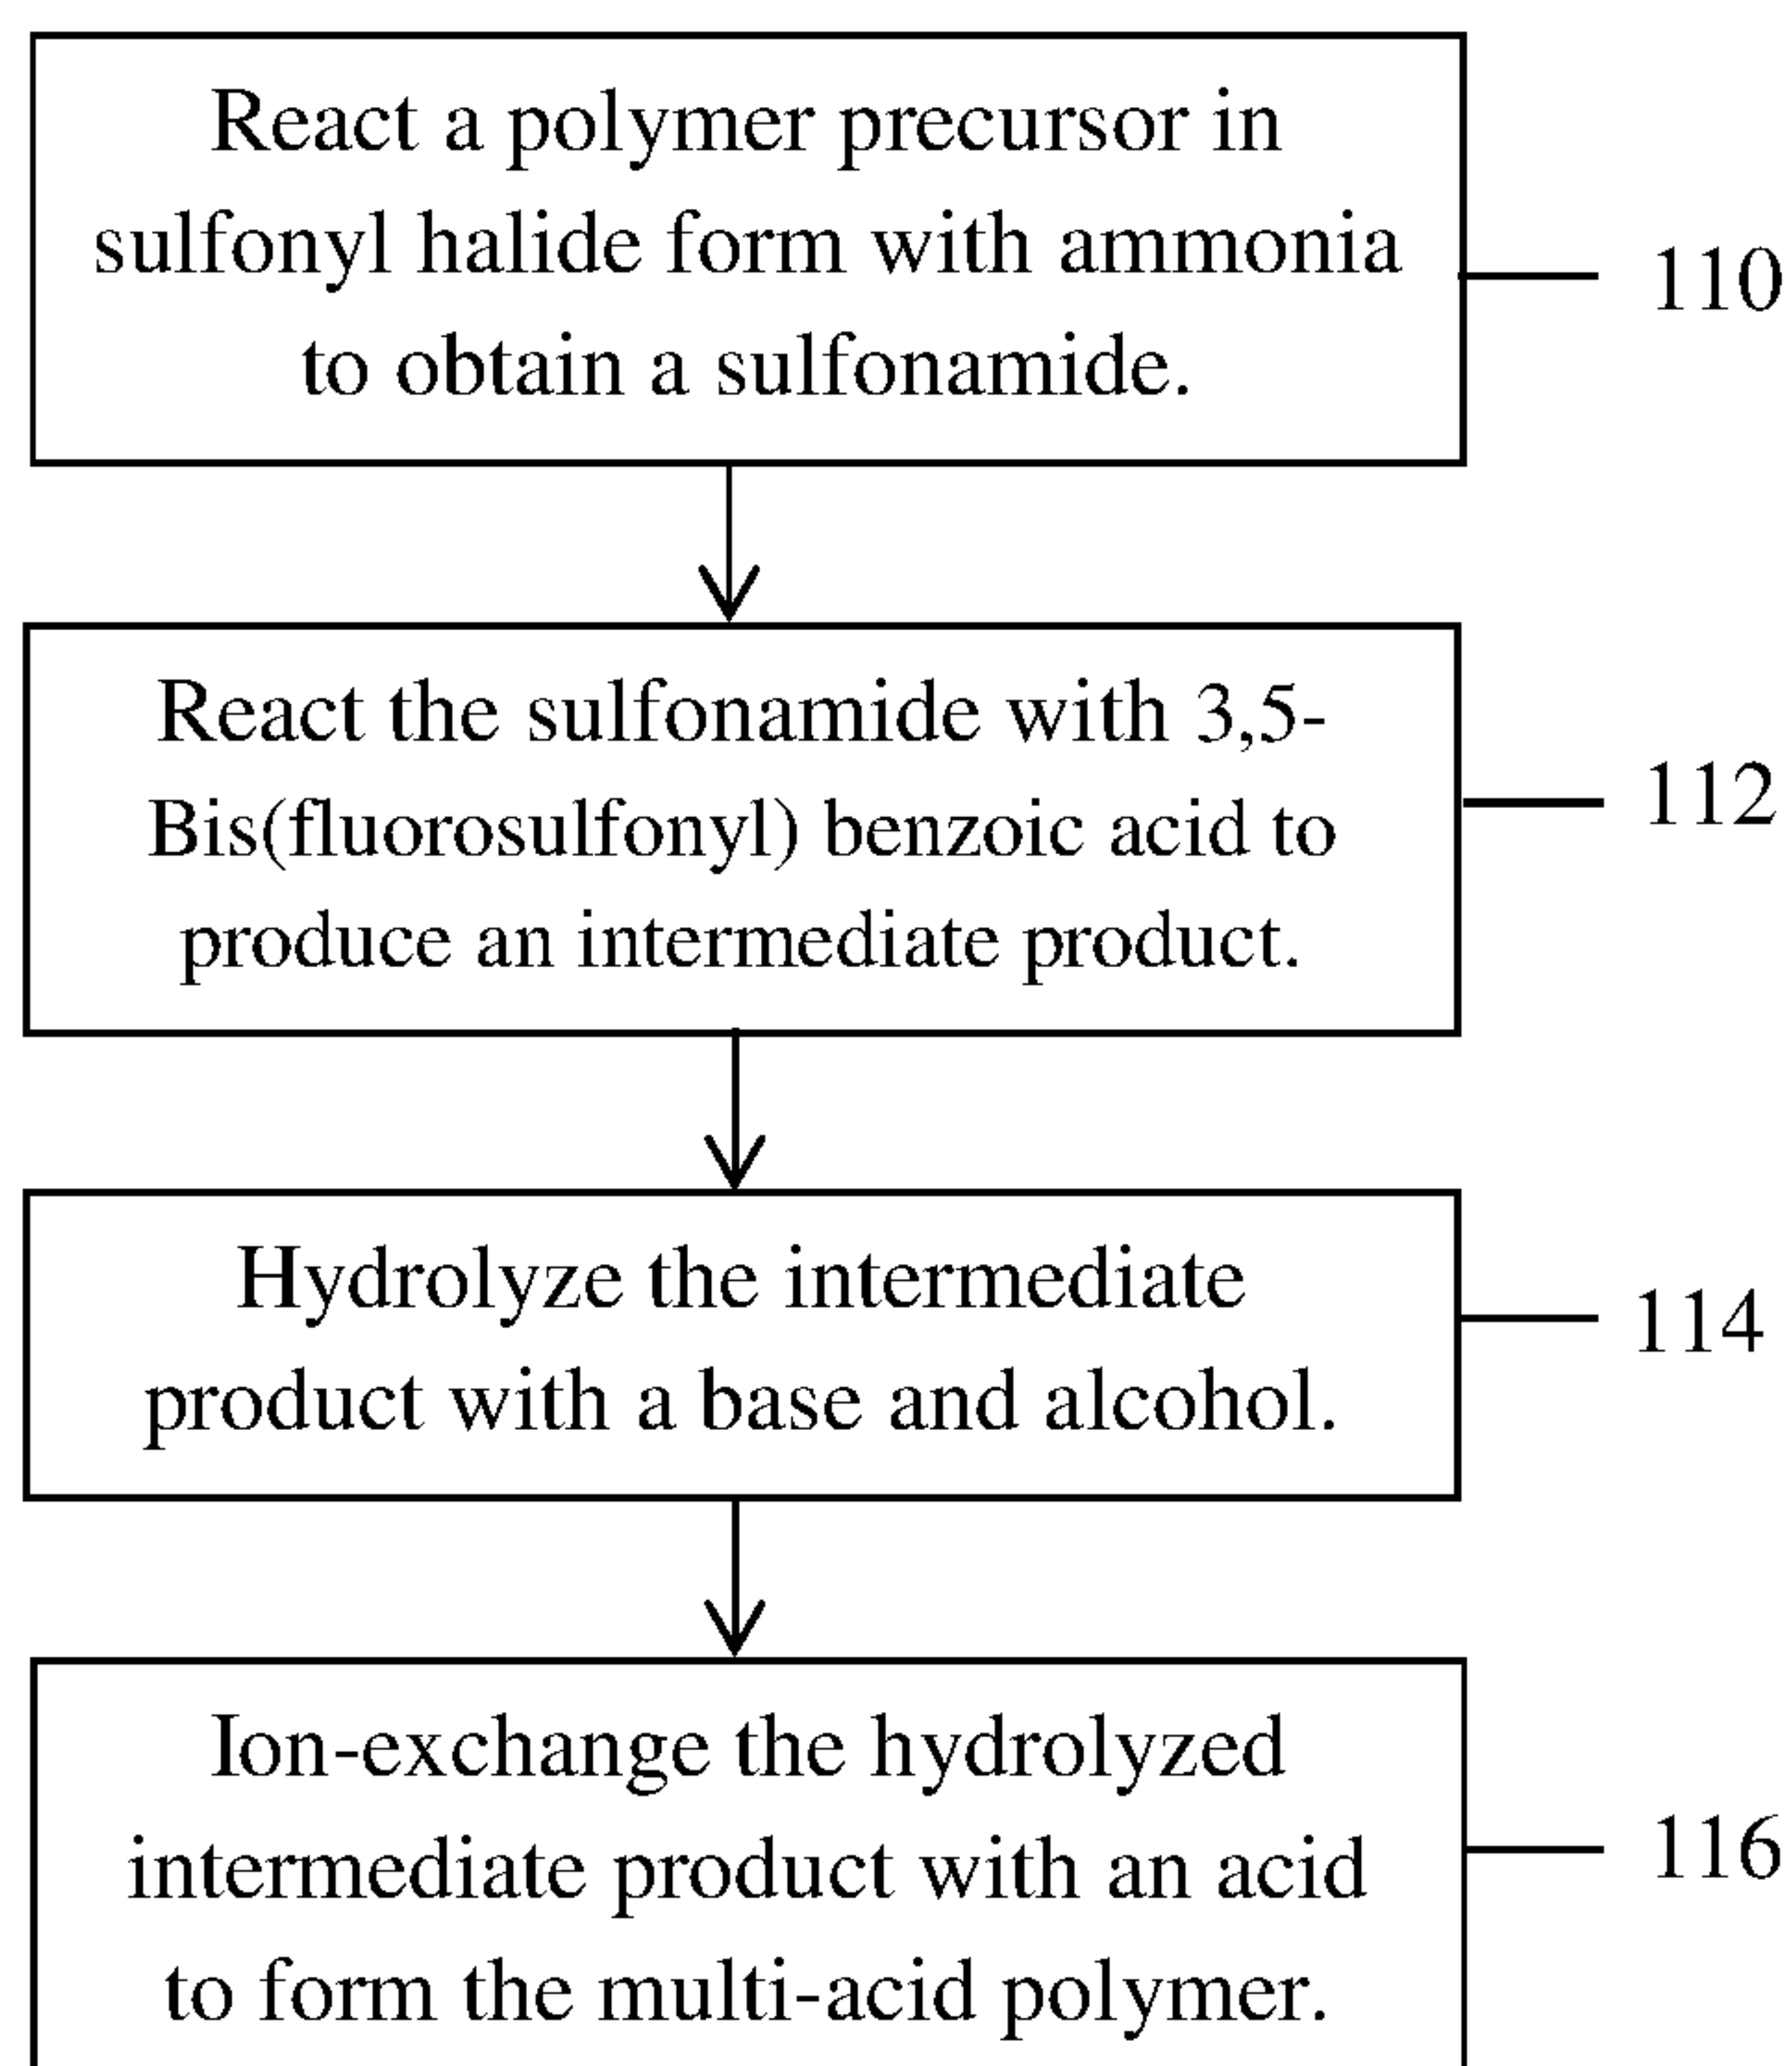 React a polymer precursor in
sulfonyl halide form with ammonia
to obtain a sulfonamide.
110
React the sulfonamide with 3,5-
Bis(fluorosulfonyl) benzoic acid to
produce an intermediate product.
112
Hydrolyze the intermediate
product with a base and alcohol.
114
Ion-exchange the hydrolyzed
intermediate product with an acid
to form the multi-acid polymer.
116